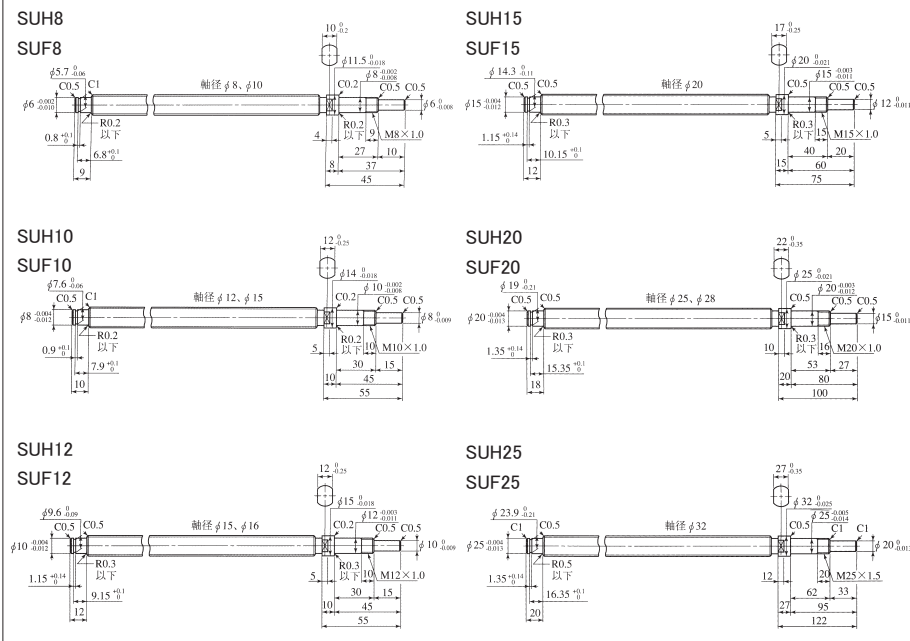 SUH8
SUF8
10 0 -0.2
φ11.5 0 -0.018
φ5.7 0 -0.06
φ8 -0.002 -0.008
C0.5 C1
軸径 φ8、φ10
C0.2 C0.5 C0.5
φ6 -0.002 -0.010
φ6 0 -0.008
R0.2
以下
R0.2
以下
4 9 M8×1.0
0.8 +0.1 0
27 10
6.8 +0.1 0
8 37
9
45
SUH15
SUF15
17 0 -0.25
φ20 0 -0.021
φ14.3 0 -0.11
φ15 -0.003 -0.011
C0.5 C0.5
軸径 φ20
C0.5 C0.5 C0.5
φ15 -0.004 -0.012
φ12 0 -0.011
R0.3
以下
R0.3
以下
5 15 M15×1.0
1.15 +0.14 0
40 20
10.15 +0.1 0
15 60
12
75
SUH10
SUF10
12 0 -0.25
φ14 0 -0.018
φ7.6 0 -0.06
φ10 -0.002 -0.008
C0.5 C1
軸径 φ12、φ15
C0.2 C0.5 C0.5
φ8 -0.004 -0.012
φ8 0 -0.009
R0.2
以下
R0.2
以下
5 10 M10×1.0
0.9 +0.1 0
30 15
7.9 +0.1 0
10 45
10
55
SUH20
SUF20
22 0 -0.35
φ25 0 -0.021
φ19 0 -0.21
φ20 -0.003 -0.012
C0.5 C0.5
軸径 φ25、φ28
C0.5 C0.5 C0.5
φ20 -0.004 -0.013
φ15 0 -0.011
R0.3
以下
R0.3
以下
10 16 M20×1.0
1.35 +0.14 0
53 27
15.35 +0.1 0
20 80
18
100
SUH12
SUF12
12 0 -0.25
φ15 0 -0.018
φ9.6 0 -0.09
φ12 -0.003 -0.011
C0.5 C0.5
軸径 φ15、φ16
C0.2 C0.5 C0.5
φ10 -0.004 -0.012
φ10 0 -0.009
R0.3
以下
R0.3
以下
5 10 M12×1.0
1.15 +0.14 0
30 15
9.15 +0.1 0
10 45
12
55
SUH25
SUF25
27 0 -0.35
φ32 0 -0.025
φ23.9 0 -0.21
φ25 -0.005 -0.014
C1 C0.5
軸径 φ32
C0.5 C1 C1
φ25 -0.004 -0.013
φ20 0 -0.013
R0.5
以下
R0.5
以下
12 20 M25×1.5
1.35 +0.14 0
62 33
16.35 +0.1 0
27 95
20
122